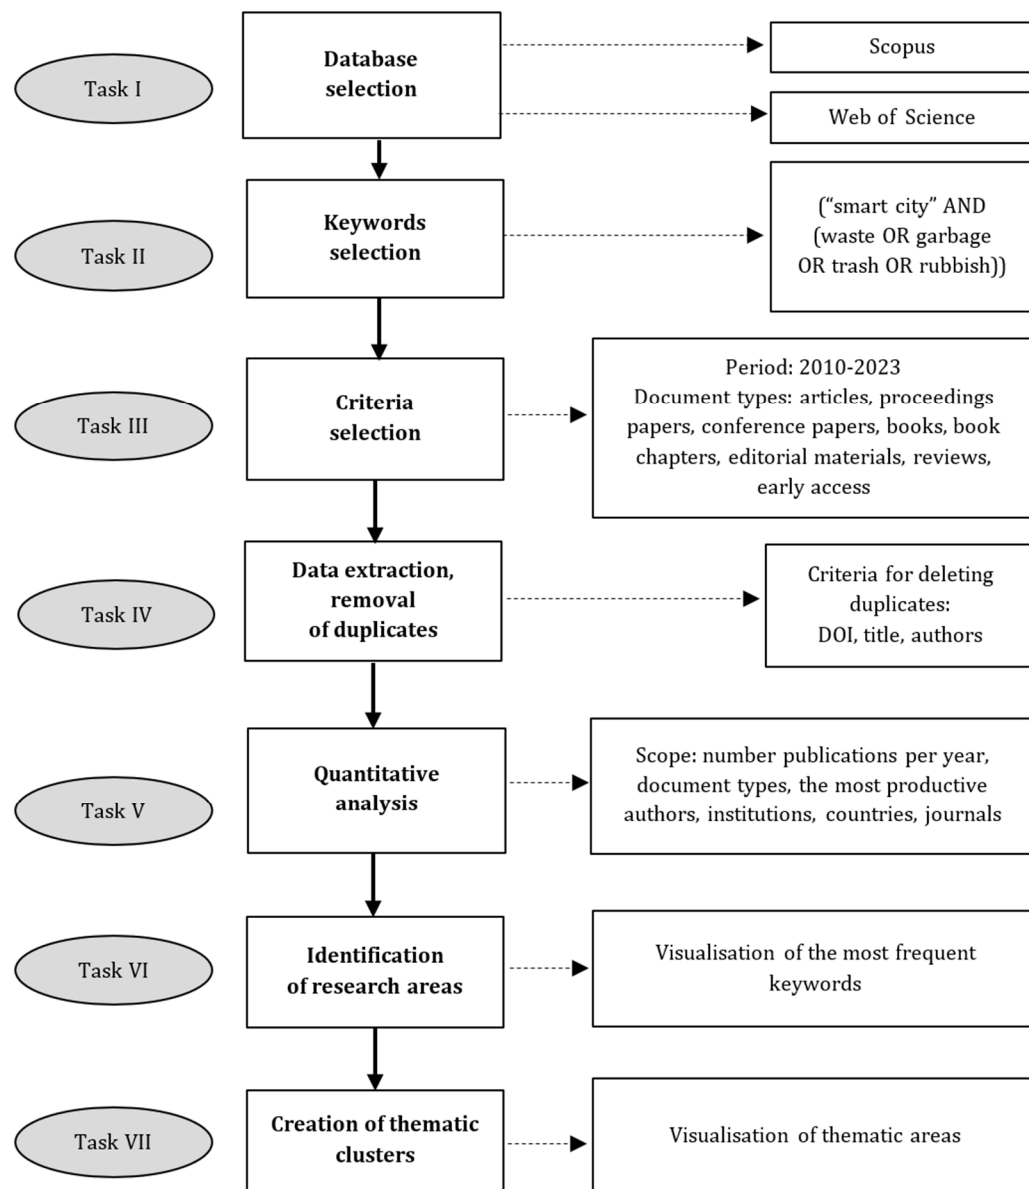 Task I
Database
selection
Scopus
Web of Science
Task II
Keywords
selection
(“smart city” AND
(waste OR garbage
OR trash OR rubbish))
Task III
Criteria
selection
Period: 2010-2023
Document types: articles, proceedings
papers, conference papers, books, book
chapters, editorial materials, reviews,
early access
Task IV
Data extraction,
removal
of duplicates
Criteria for deleting
duplicates:
DOI, title, authors
Task V
Quantitative
analysis
Scope: number publications per year,
document types, the most productive
authors, institutions, countries, journals
Task VI
Identification
of research areas
Visualisation of the most frequent
keywords
Task VII
Creation of thematic
clusters
Visualisation of thematic areas